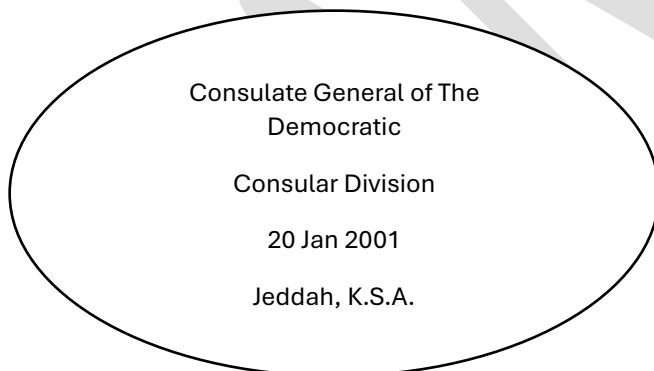 Consulate General of The
Democratic
Consular Division
20 Jan 2001
Jeddah, K.S.A.